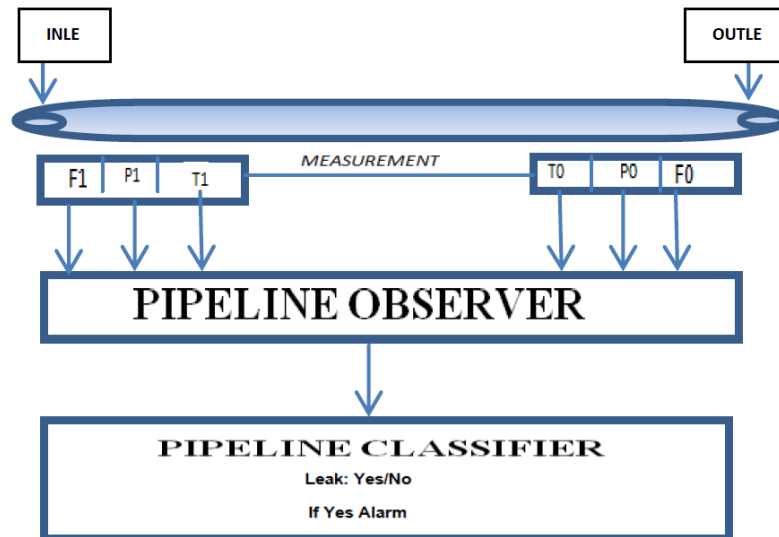 INLE
OUTLE
MEASUREMENT
F1 P1 T1
T0 P0 F0
PIPELINE OBSERVER
PIPELINE CLASSIFIER
Leak: Yes/No
If Yes Alarm